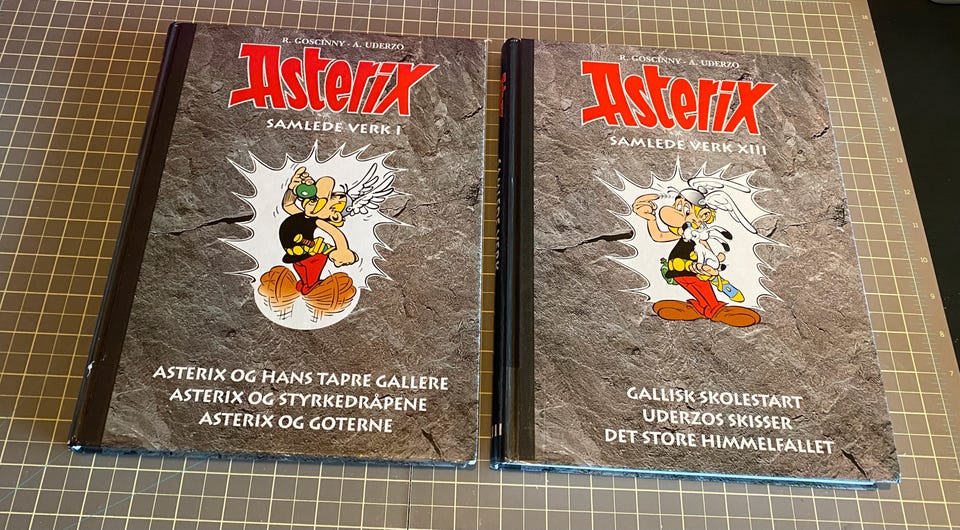 R. GOSCINNY - A. UDERZO
Asterix
SAMLEDE VERK I
ASTERIX OG HANS TAPRE GALLERE
ASTERIX OG STYRKEDRÅPENE
ASTERIX OG GOTERNE
R. GOSCINNY - A. UDERZO
Asterix
SAMLEDE VERK XIII
GALLISK SKOLESTART
UDERZOS SKISSER
DET STORE HIMMELFALLET